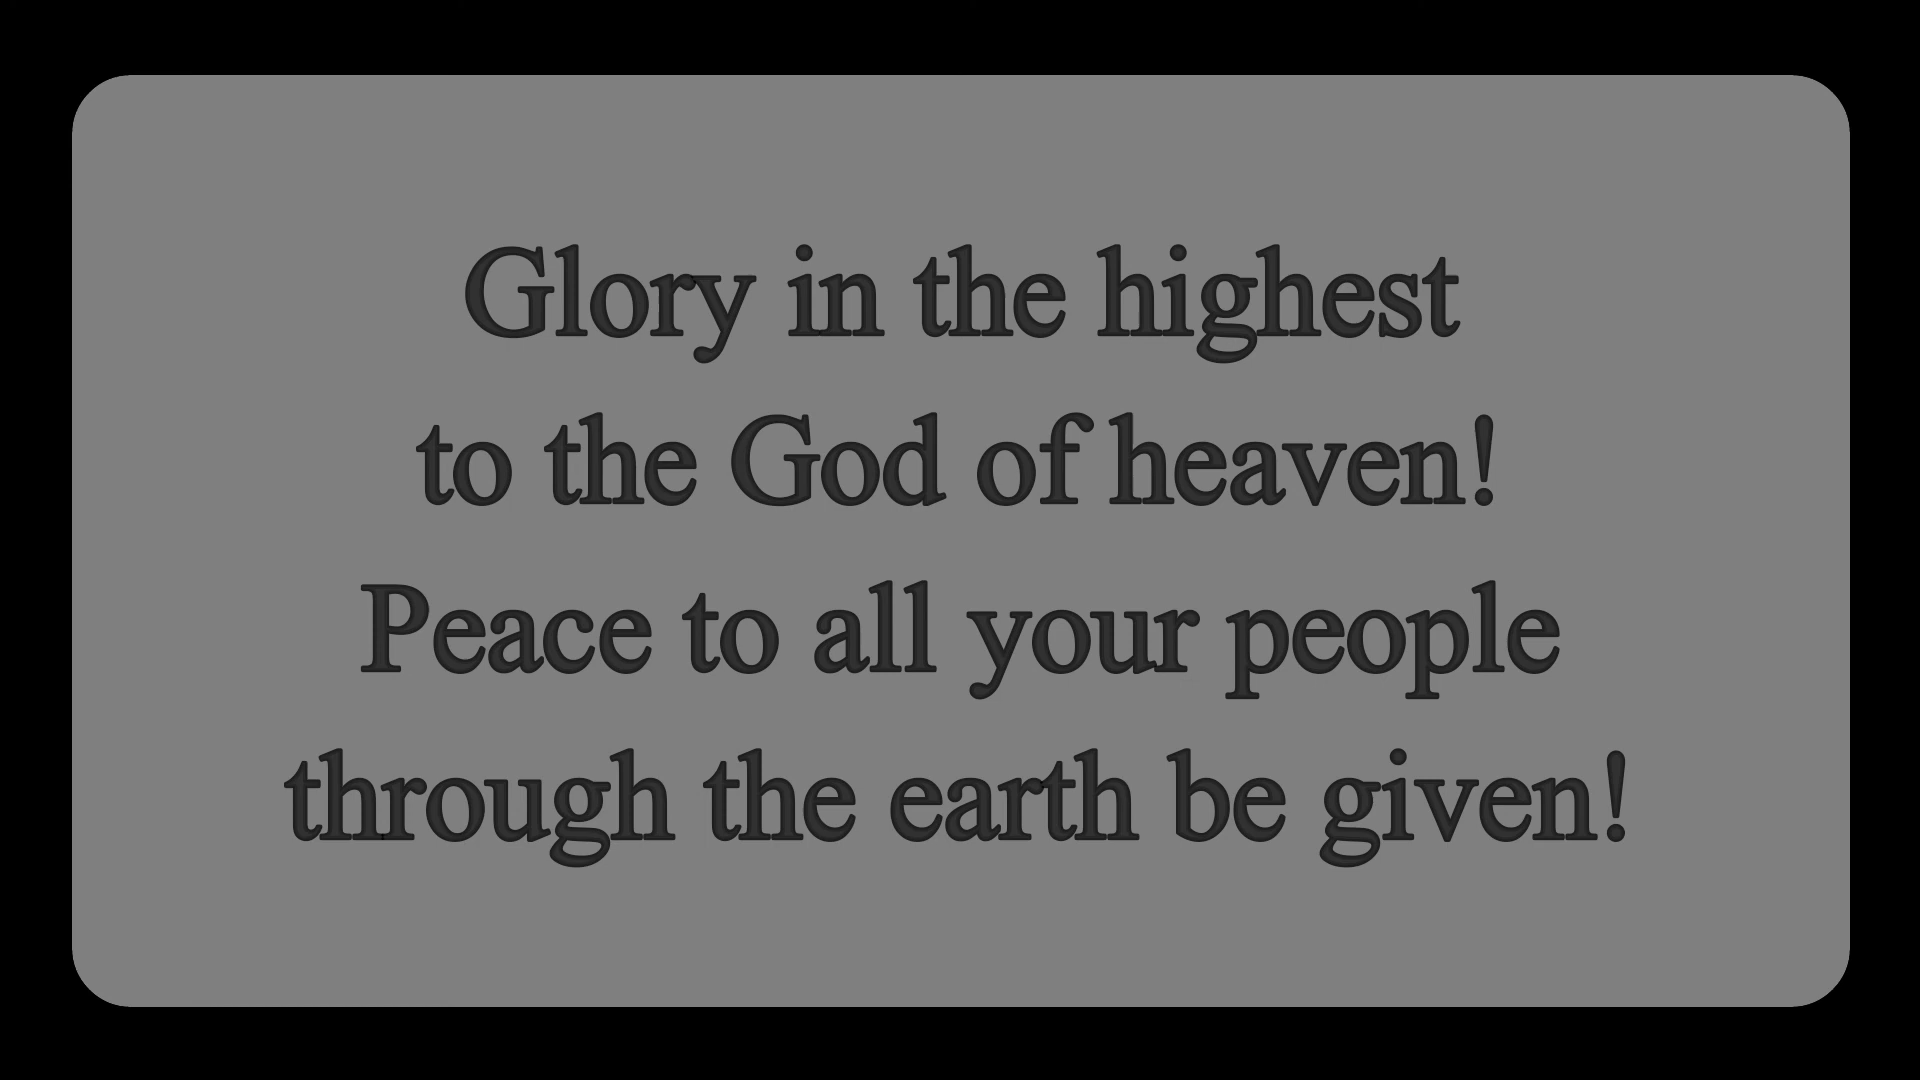 Glory in the highest
to the God of heaven!
Peace to all your people
through the earth be given!